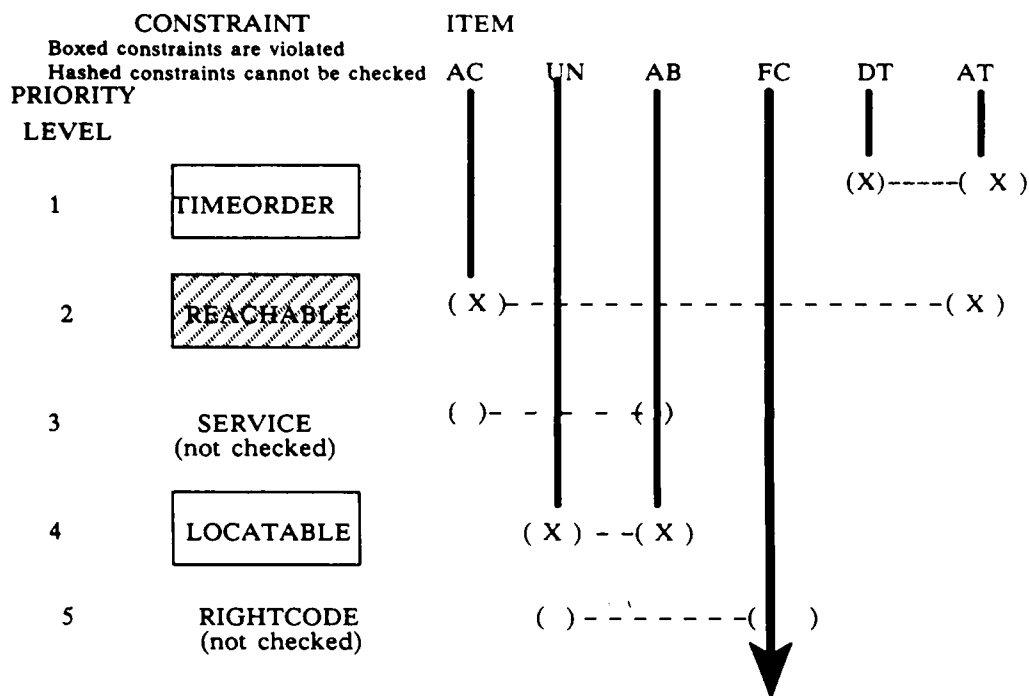 CONSTRAINT ITEM
Boxed constraints are violated
Hashed constraints cannot be checked AC UN AB FC DT AT
PRIORITY
LEVEL
1 TIMEORDER (X)-----( X)
2 REACHABLE ( X ) - - - - - - - - - - - - - - - - - - ( X )
3 SERVICE ( )- - - - -( )
(not checked)
4 LOCATABLE ( X ) - --( X )
5 RIGHTCODE ( )- - - - - - - -( )
(not checked)